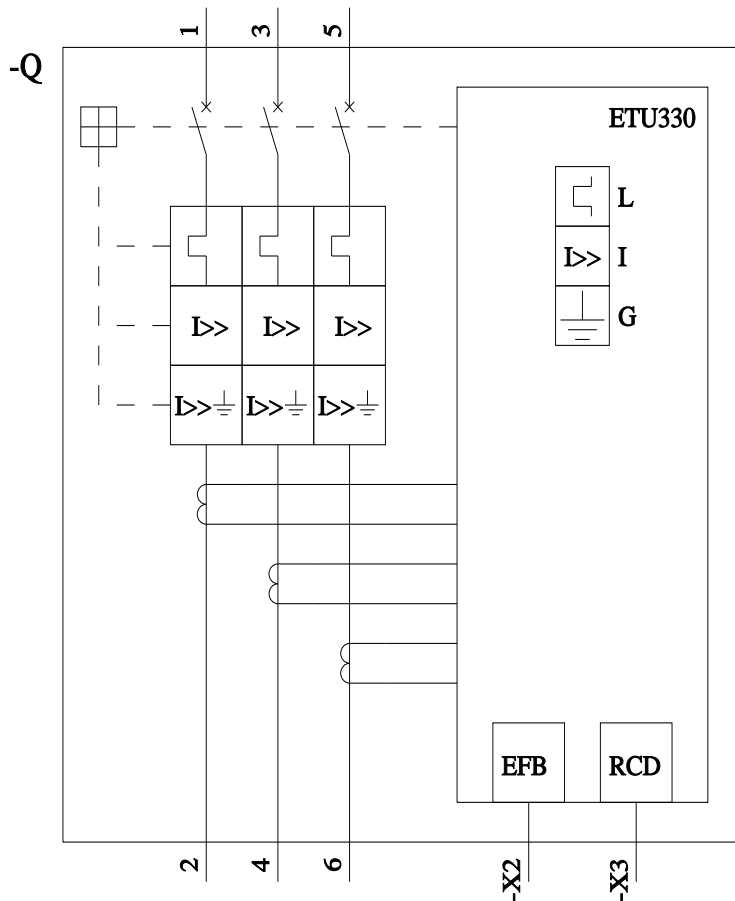 1 3 5
-Q
ETU330
L
I>> I
G
I>> I>> I>>
I>> I>> I>>
EFB RCD
2 4 6 -X2 -X3